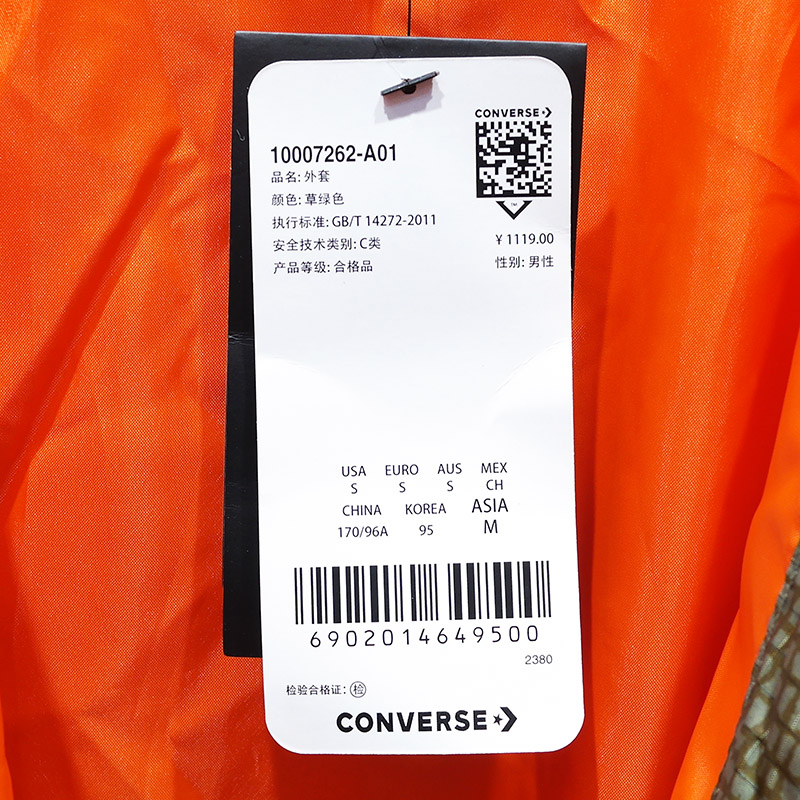 CONVERSE
10007262-A01
品名: 外套
颜色: 草绿色
执行标准: GB/T 14272-2011
安全技术类别: C类
产品等级: 合格品
TM
¥ 1119.00
性别: 男性
USA EURO AUS MEX
S S S CH
CHINA KOREA ASIA
170/96A 95 M
6902014649500
2380
检验合格证: 检
CONVERSE